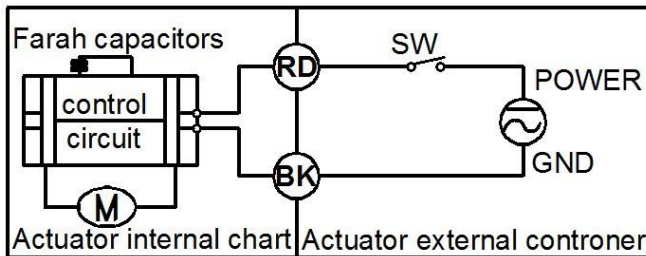 Farah capacitors
control
circuit
M
Actuator internal chart
RD
BK
SW
POWER
GND
Actuator external controner